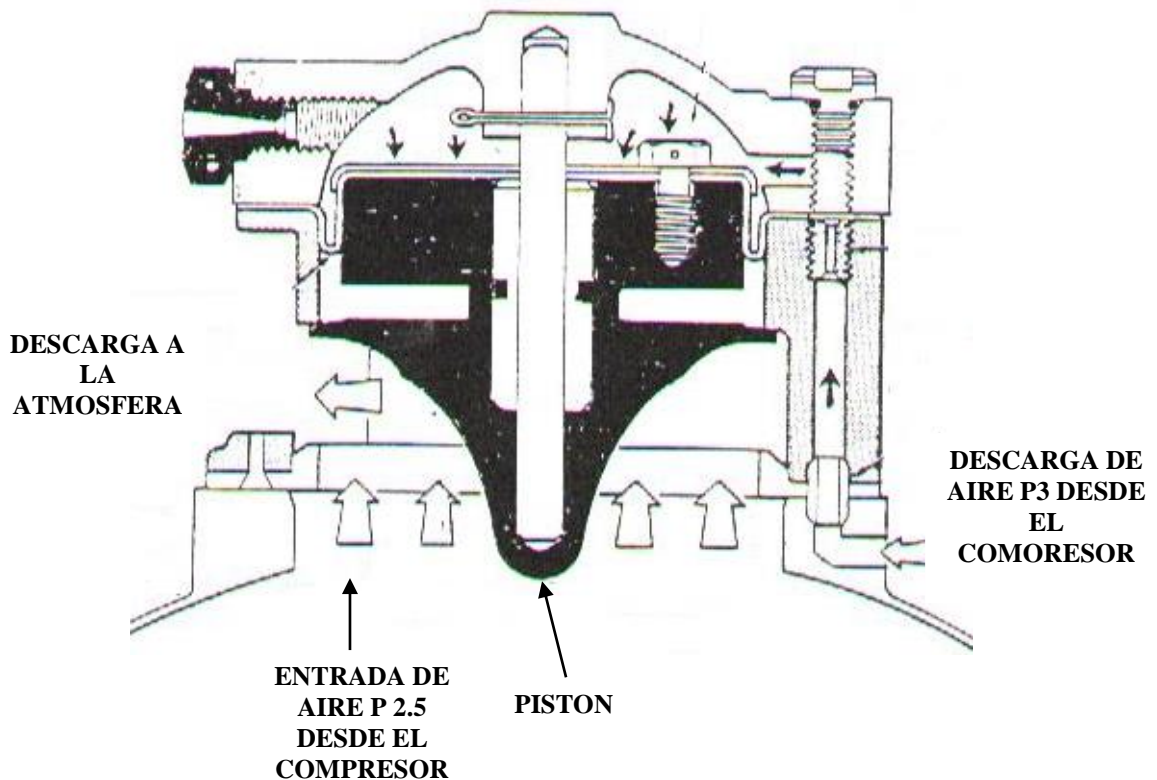 DESCARGA A
LA
ATMOSFERA
DESCARGA DE
AIRE P3 DESDE
EL
COMORESOR
ENTRADA DE
AIRE P 2.5
DESDE EL
COMPRESOR
PISTON